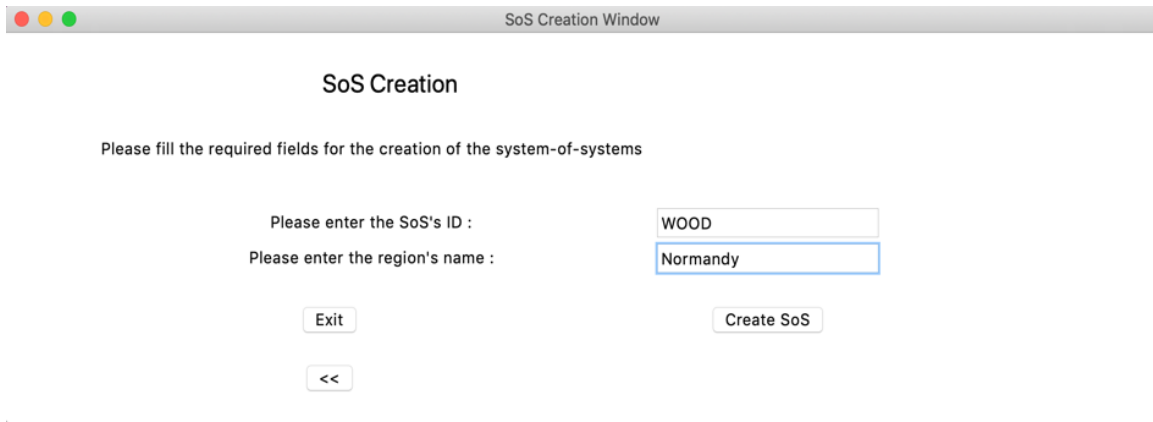 SoS Creation Window
SoS Creation
Please fill the required fields for the creation of the system-of-systems
Please enter the SoS's ID : WOOD
Please enter the region's name : Normandy
Exit Create SoS
<<